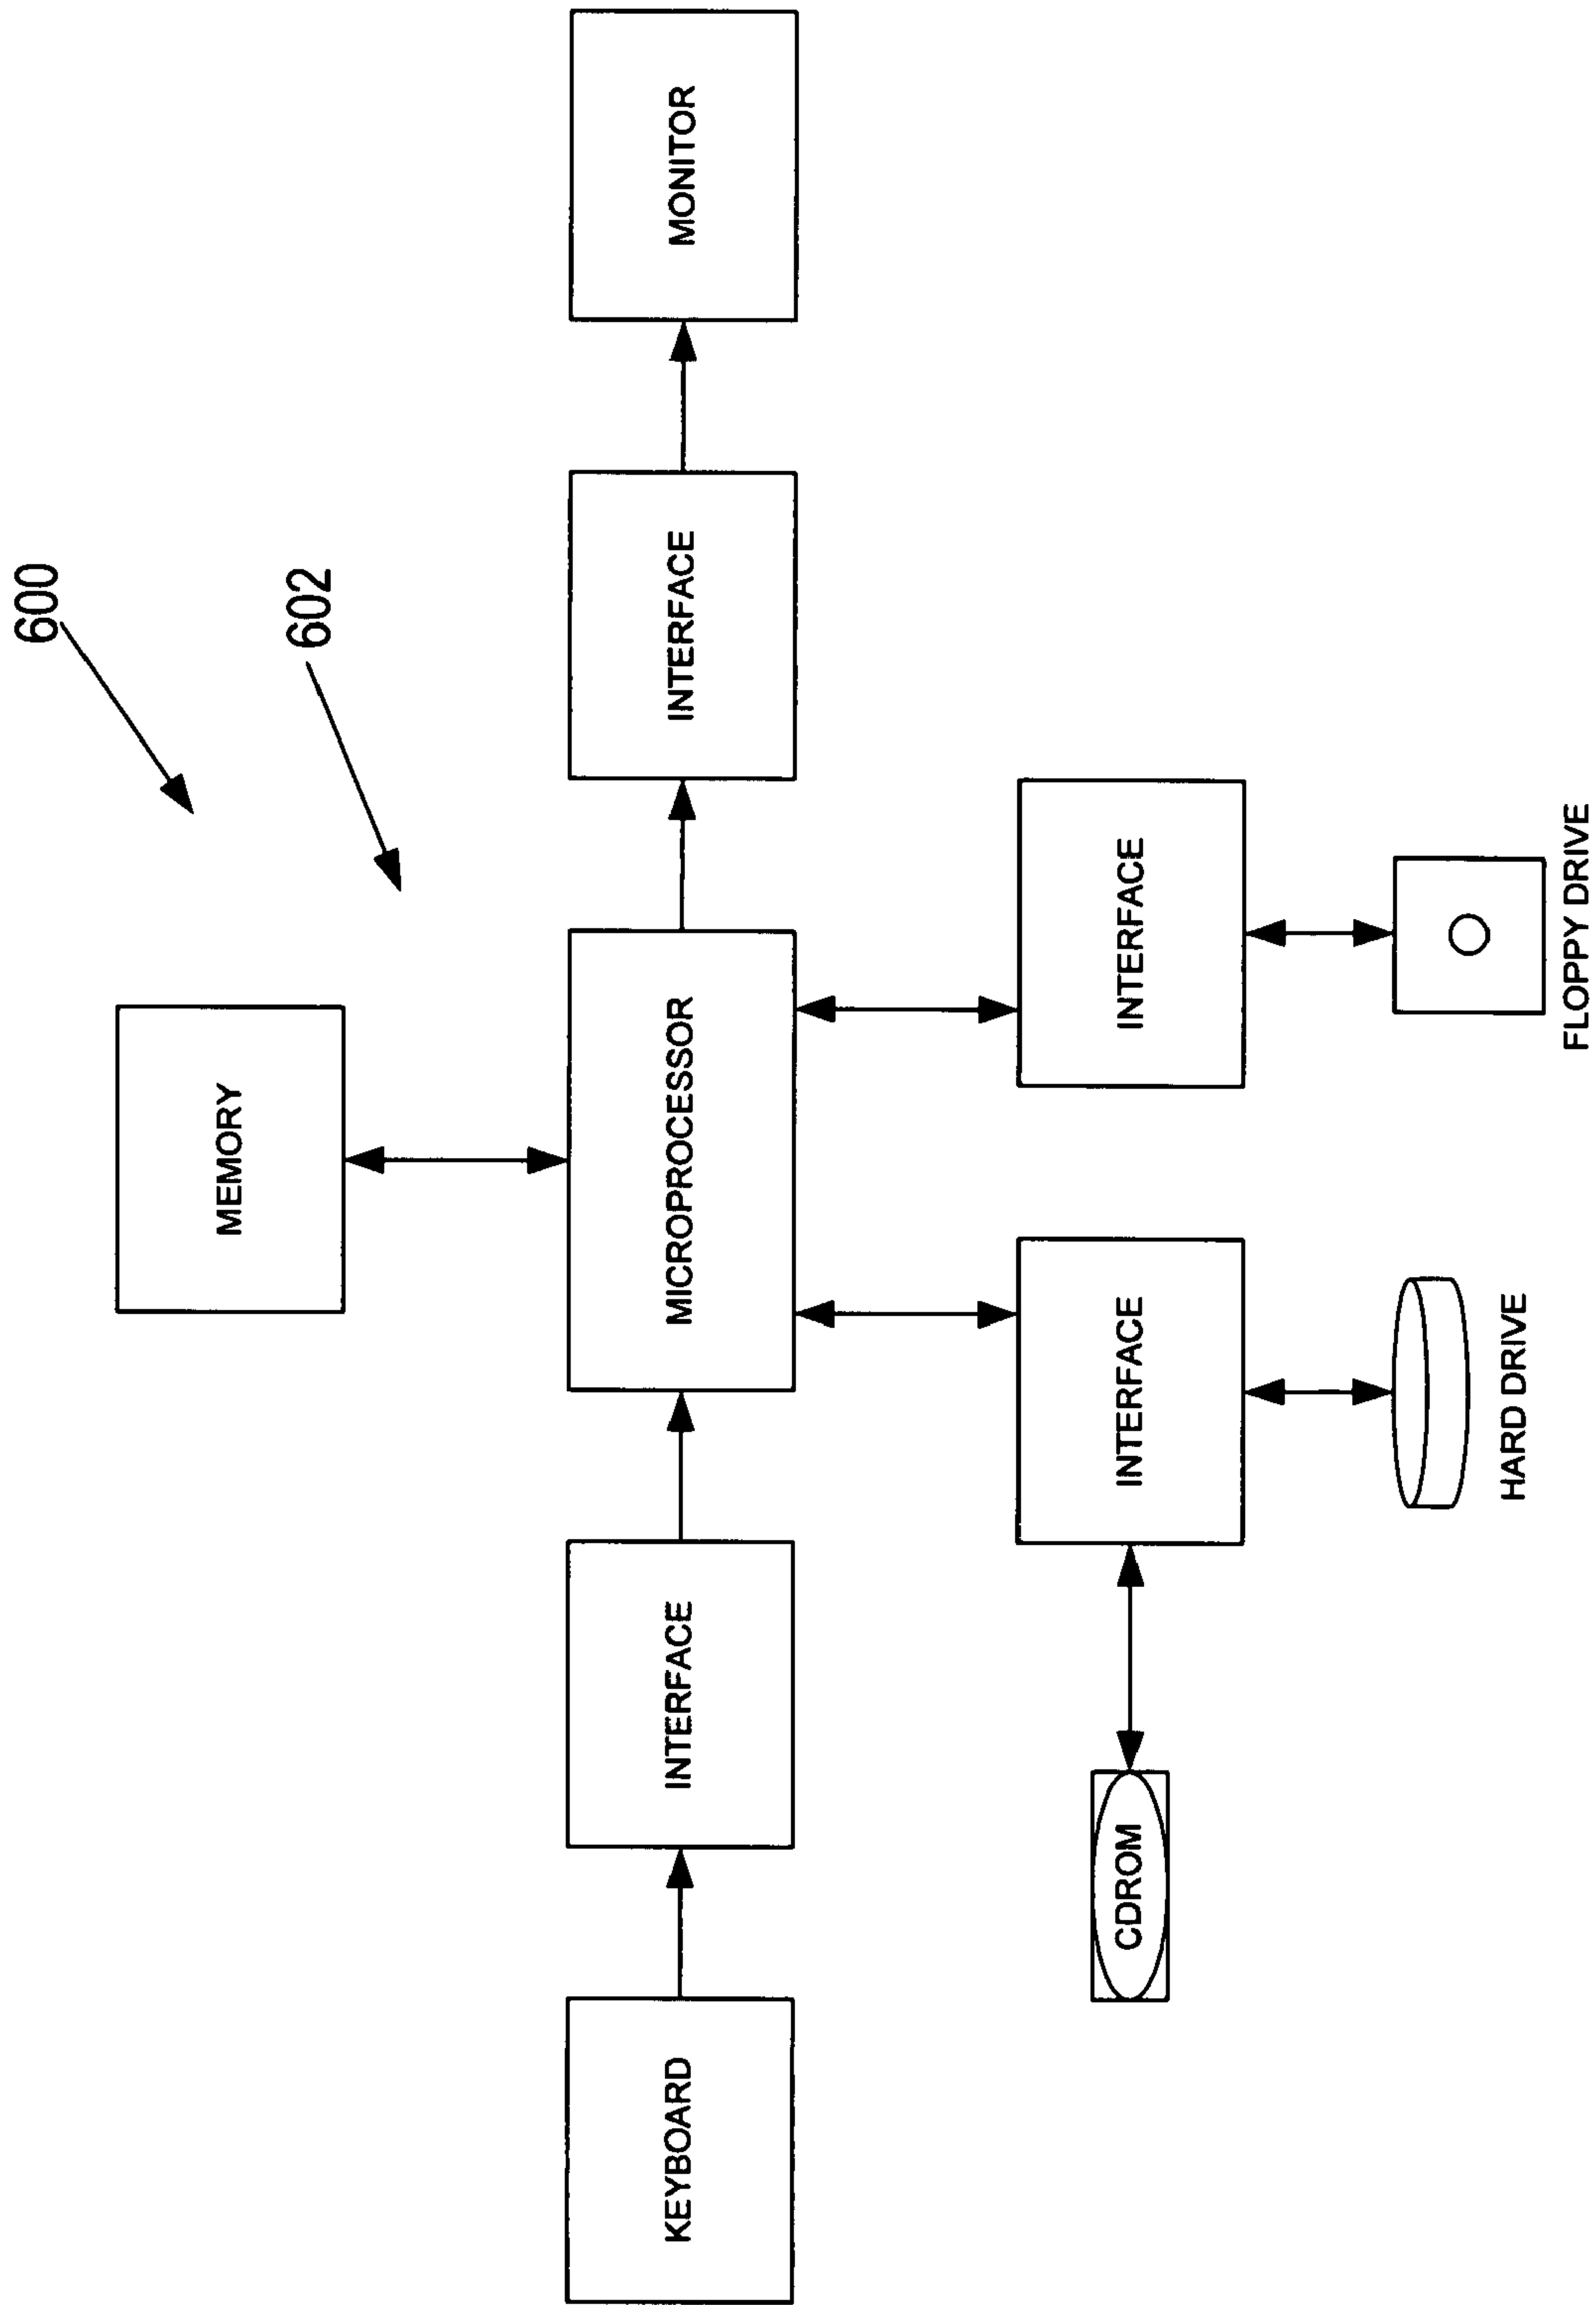 600
602
MEMORY
KEYBOARD
INTERFACE
MICROPROCESSOR
INTERFACE
MONITOR
CDROM
INTERFACE
INTERFACE
HARD DRIVE
FLOPPY DRIVE